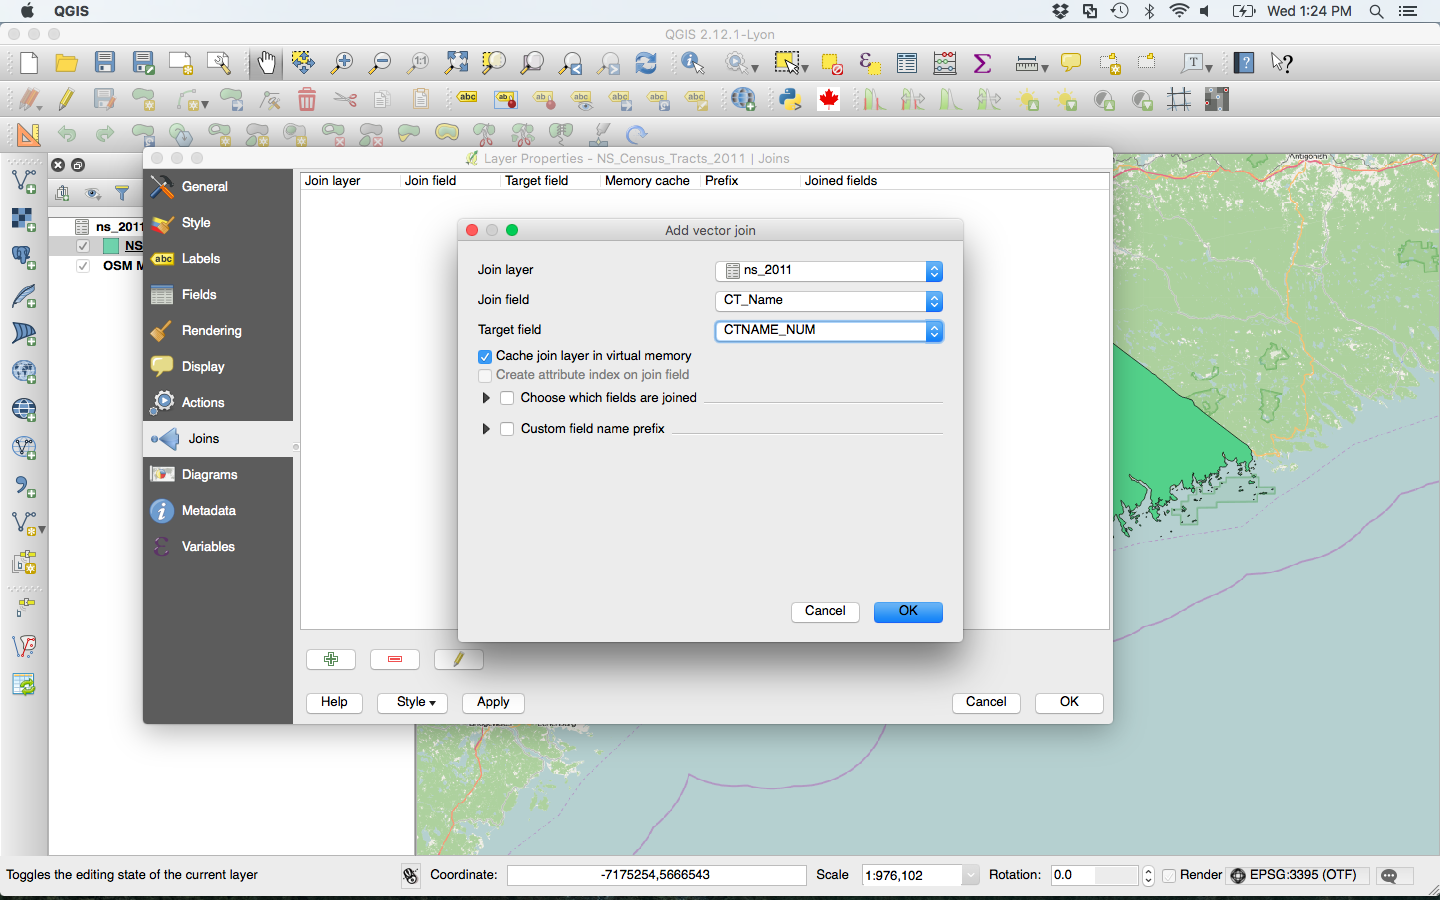 QGIS
Wed 1:24 PM
QGIS 2.12.1-Lyon
Layer Properties - NS_Census_Tracts_2011 | Joins
General
Style
Labels
Fields
Rendering
Display
Actions
Joins
Diagrams
Metadata
Variables
ns_2011
NS
OSM M
Join layer Join field Target field Memory cache Prefix Joined fields
Add vector join
Join layer ns_2011
Join field CT_Name
Target field CTNAME_NUM
Cache join layer in virtual memory
Create attribute index on join field
Choose which fields are joined
Custom field name prefix
Cancel OK
Help Style Apply Cancel OK
Antigonish
Toggles the editing state of the current layer Coordinate: -7175254,5666543 Scale 1:976,102 Rotation: 0.0 Render EPSG:3395 (OTF)